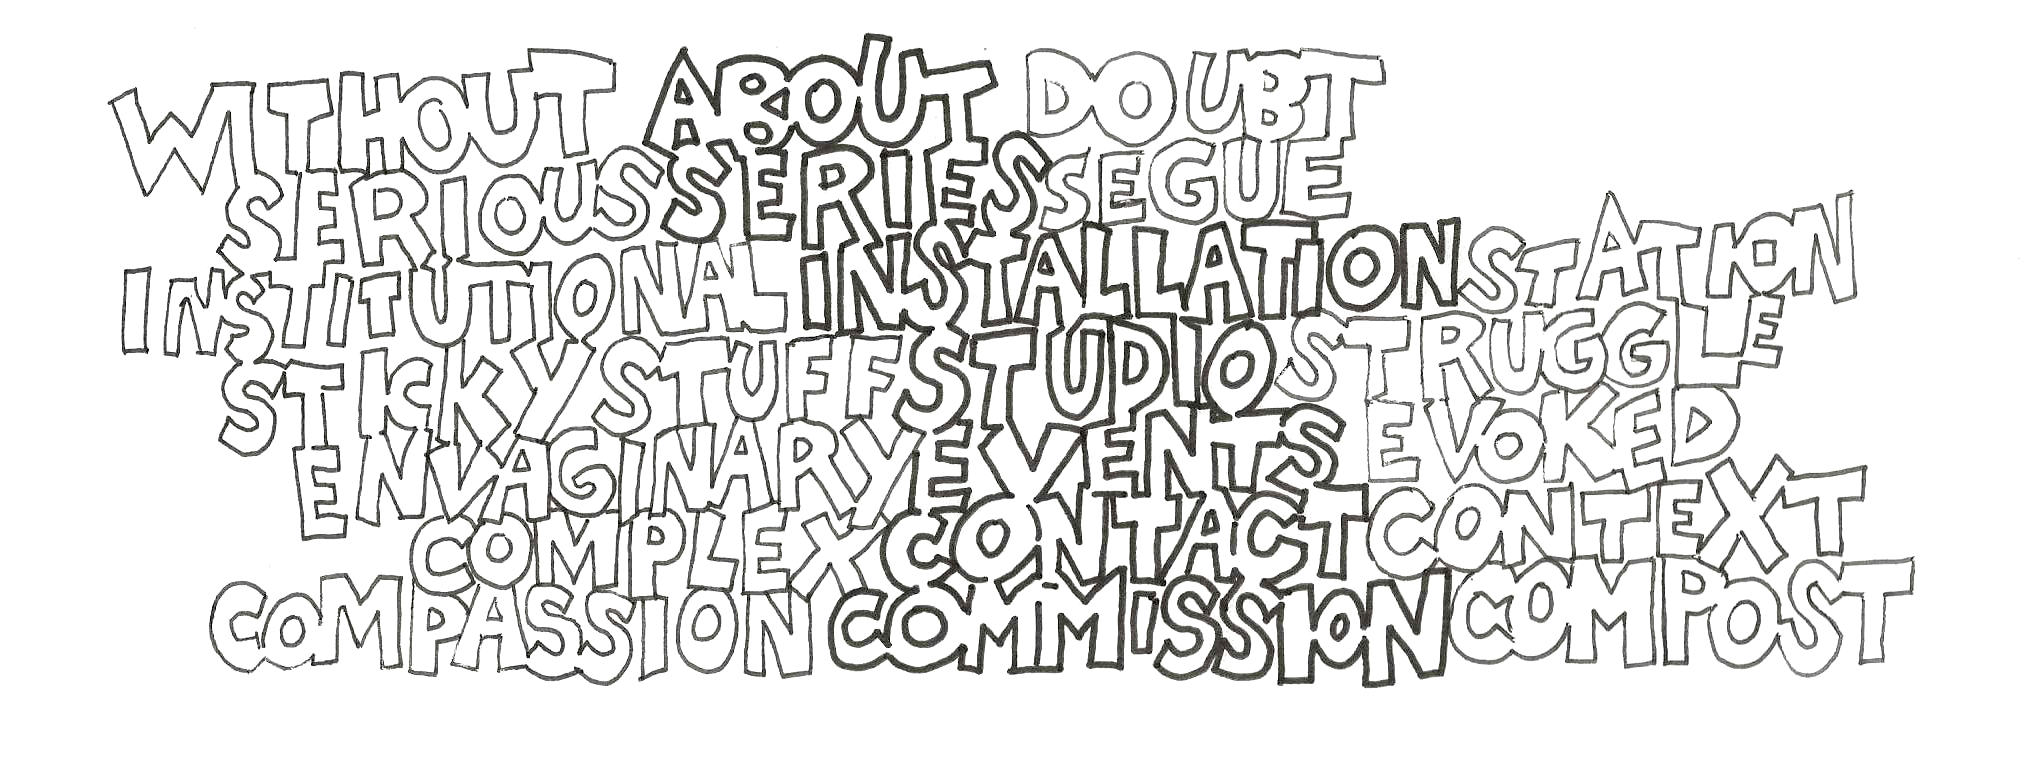 WITHOUT ABOUT DOUBT
SERIOUS SERIES SEGUE
INSTITUTIONAL INSTALLATION STATION
STICKY STUFF STUDIO STRUGGLE
ENVAGINARY EVENTS EVOKED
COMPLEX CONTACT CONTEXT
COMPASSION COMMISSION COMPOST